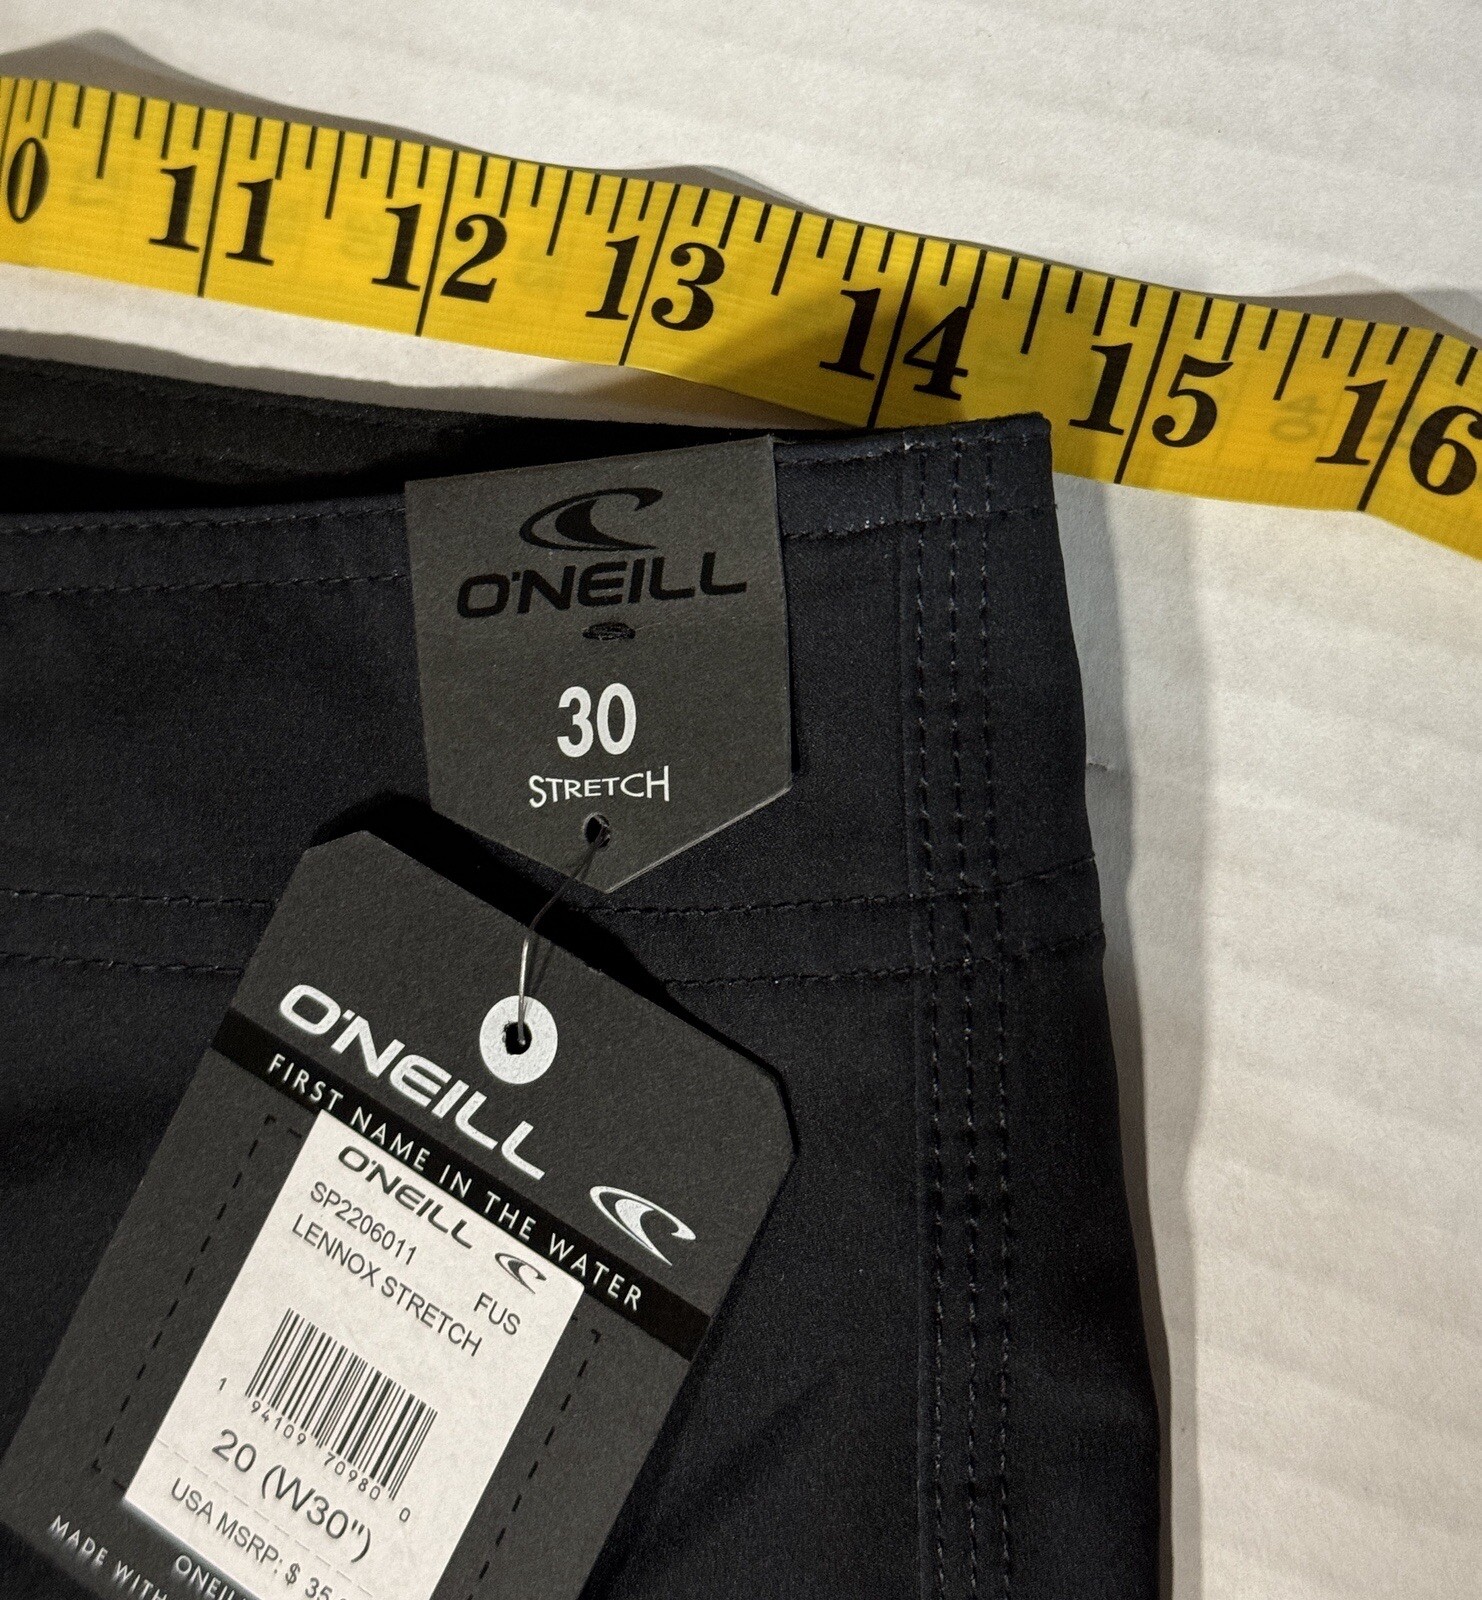 0 11 12 13 14 15 16
O'NEILL
30
STRETCH
O'NEILL
FIRST NAME IN THE WATER
O'NEILL
SP2206011 FUS
LENNOX STRETCH
1 94109 70980 0
20 (W30")
USA MSRP: $ 35.
MADE WITH